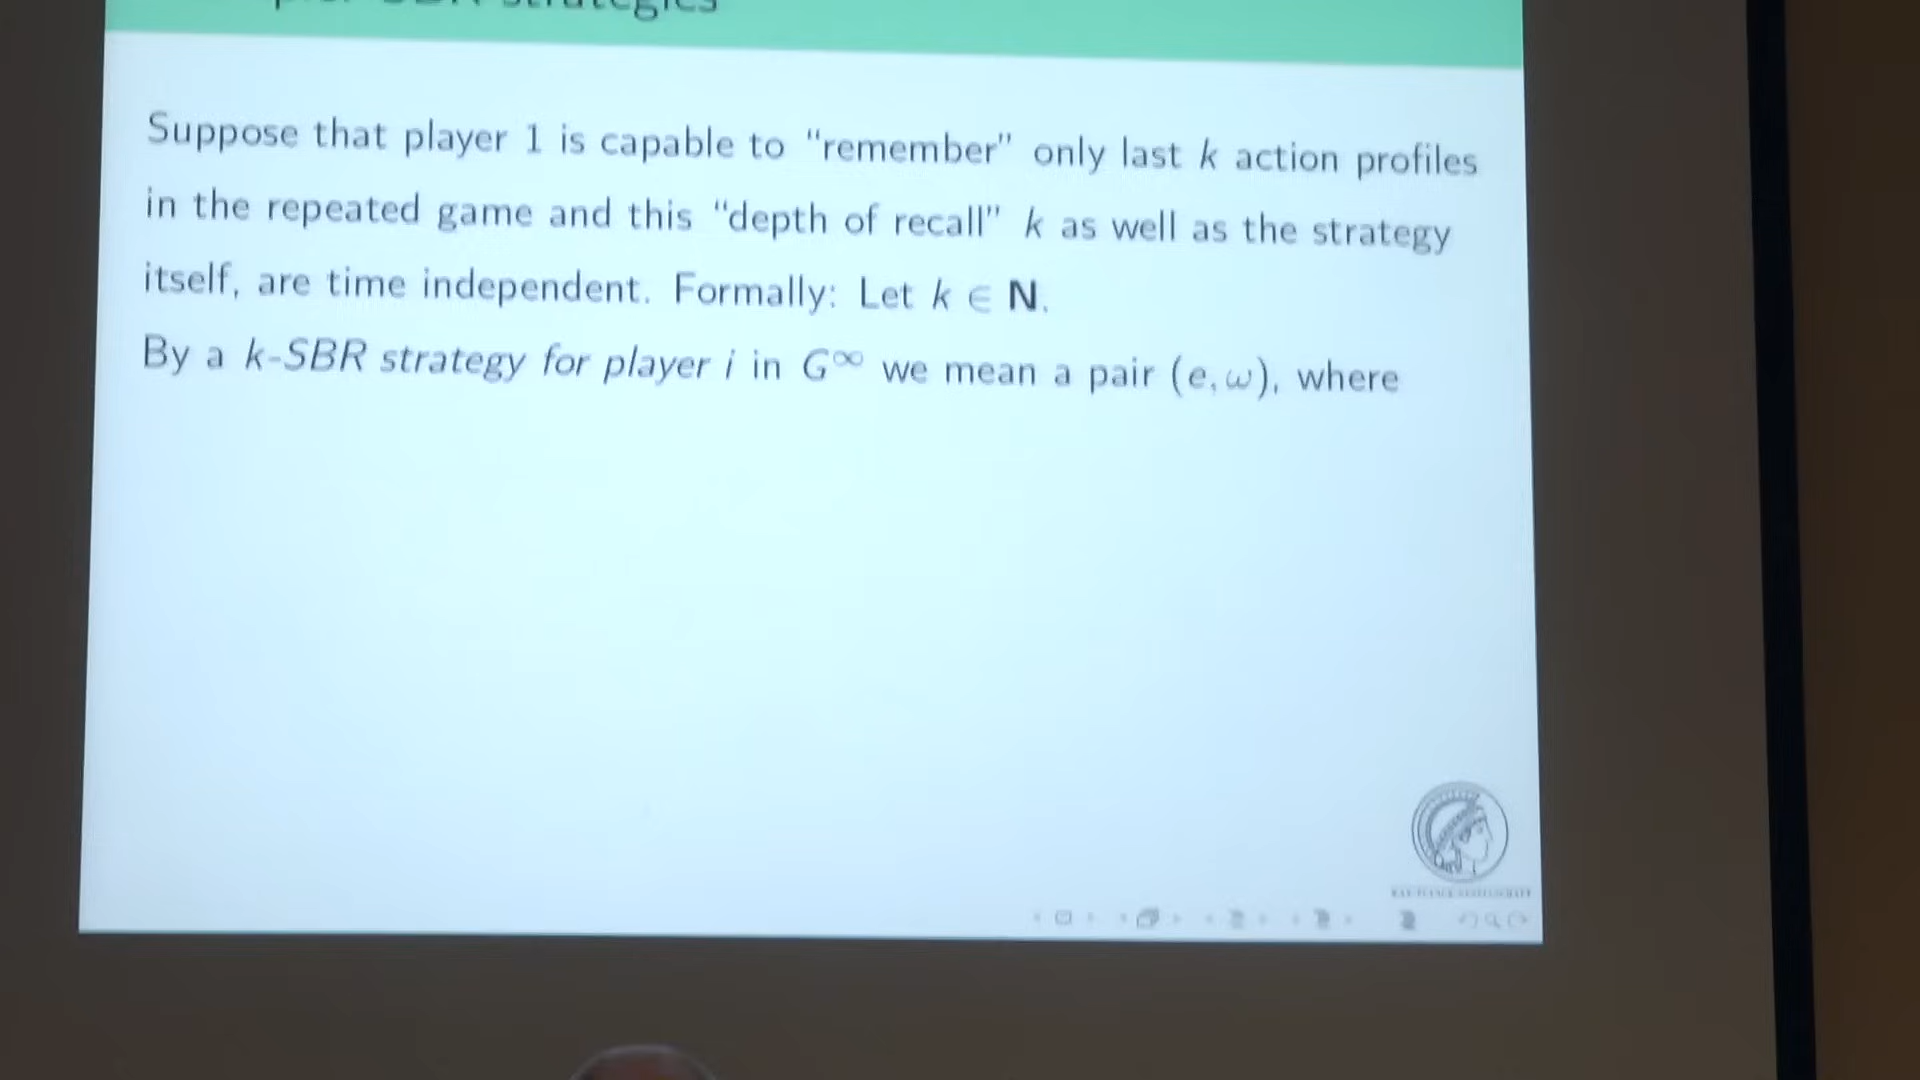 SBR strategies
Suppose that player 1 is capable to “remember” only last k action profiles
in the repeated game and this “depth of recall” k as well as the strategy
itself, are time independent. Formally: Let k ∈ N.
By a k-SBR strategy for player i in G∞ we mean a pair (e, ω), where